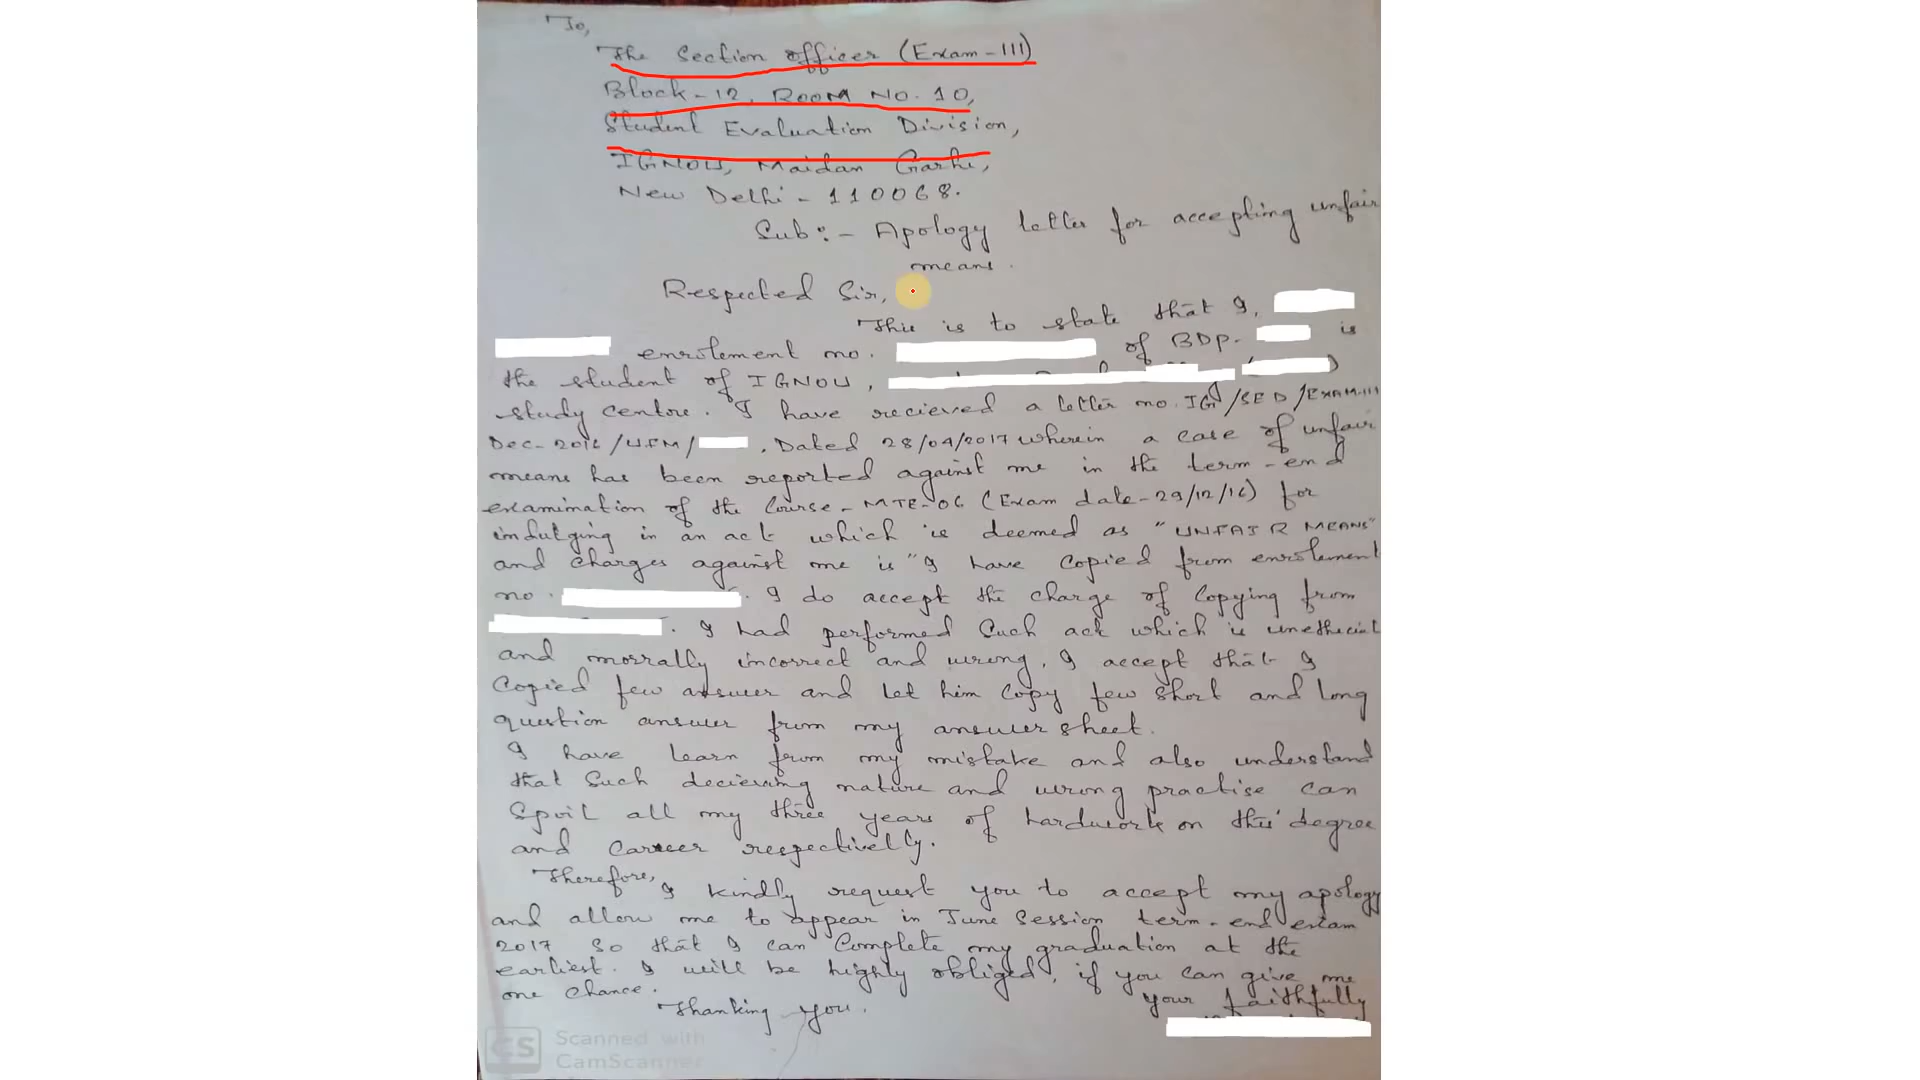 To,
The Section Officer (Exam-III)
Block-12, ROOM NO. 10,
Student Evaluation Division,
IGNOU, Maidan Garhi,
New Delhi - 110068.
Sub:- Apology letter for accepting unfair
means.
Respected Sir,
This is to state that I,
enrolement no. of BDP- is
the student of IGNOU,
study centre. I have recieved a letter no. IG/SED/EXAM-III
Dec-2016/UFM/ , Dated 28/04/2017 wherein a case of unfair
means has been reported against me in the term-end
examination of the Course- MTE-06 (Exam date-29/12/16) for
indulging in an act which is deemed as "UNFAIR MEANS"
and charges against me is "I have copied from enrolement
no. . I do accept the charge of Copying from
. I had performed Such act which is
and morrally incorrect and wrong. I accept that I
Copied few answer and let him copy few short and long
question answer from my answer sheet.
I have learn from my mistake and also understand
that Such decieving nature and wrong practise can
Spoil all my three years of hardwork on this degree
and Career respectivelly.
Therefore,
I kindly request you to accept my apology
and allow me to appear in June Session term-end exam
2017 So that I can Complete my graduation at the
earliest. I will be highly obliged, if you can give me
one chance.
Thanking you.
your faithfully
CS Scanned with
CamScanner